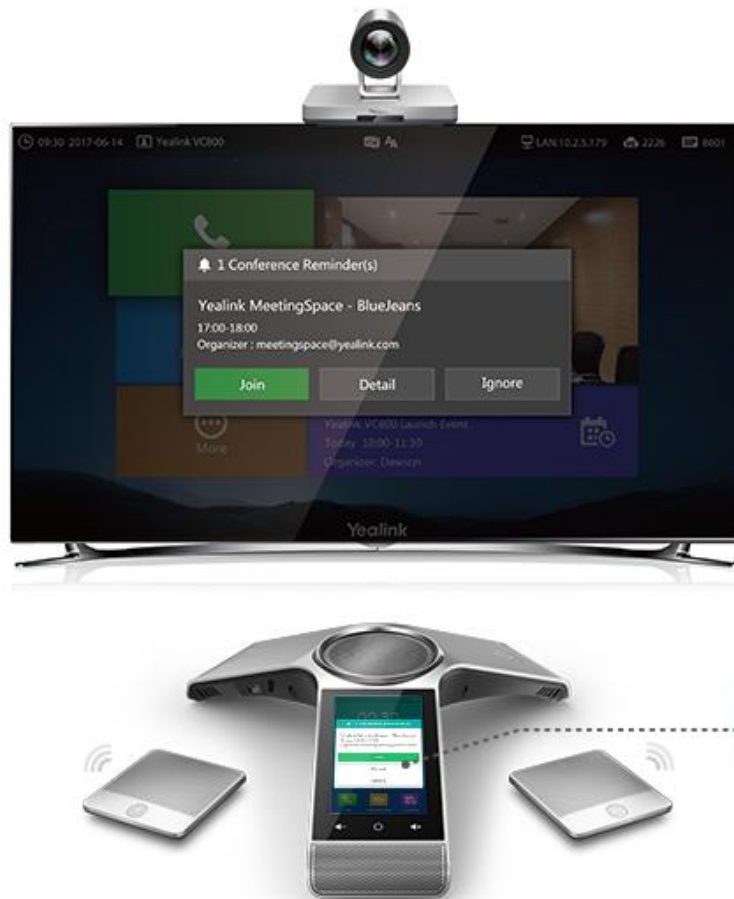 09:30 2017-06-14 Yealink VC800 LAN:10.2.5.179 2226 8001
1 Conference Reminder(s)
Yealink MeetingSpace - BlueJeans
17:00-18:00
Organizer : meetingspace@yealink.com
Join Detail Ignore
More
Yealink VC800 Launch Event
Today 10:00-11:30
Organizer: Dawson
Yealink